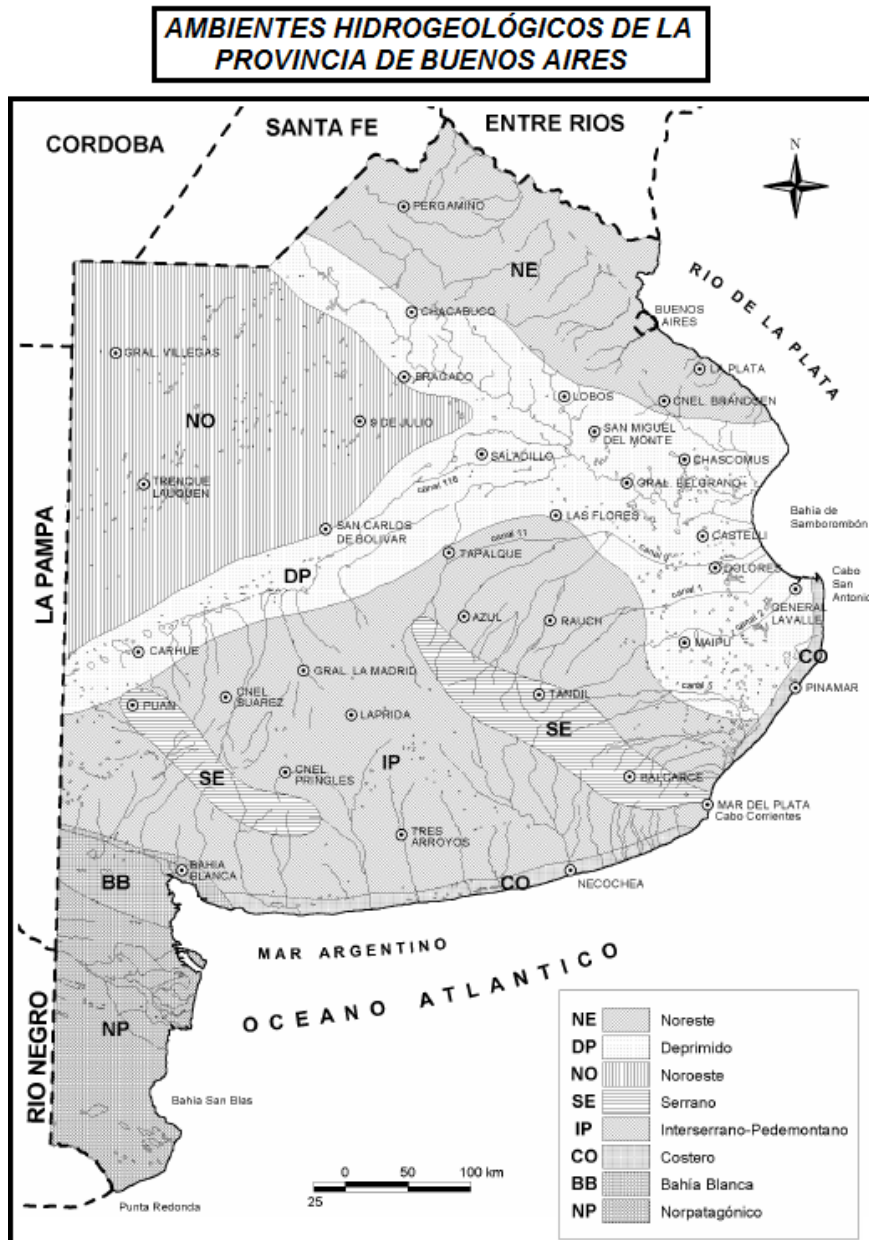 AMBIENTES HIDROGEOLÓGICOS DE LA
PROVINCIA DE BUENOS AIRES
CORDOBA
SANTA FE
ENTRE RIOS
N
PERGAMINO
NE
RIO DE LA PLATA
BUENOS
AIRES
CHACABUCO
GRAL. VILLEGAS
LA PLATA
BRAGADO
LOBOS
CNEL. BRANDSEN
NO
9 DE JULIO
SAN MIGUEL
DEL MONTE
SALADILLO
CHASCOMUS
TRENQUE
LAUQUEN
canal 116
GRAL. BELGRANO
Bahía de
Samborombón
SAN CARLOS
DE BOLIVAR
LAS FLORES
canal 11
CASTELLI
LA PAMPA
TAPALQUE
canal 9
DOLORES
Cabo
San
Antonio
DP
canal 1
GENERAL
LAVALLE
AZUL
RAUCH
canal 2
CARHUE
MAIPU
CO
GRAL. LA MADRID
PINAMAR
CNEL
SUAREZ
TANDIL
canal 5
PUAN
LAPRIDA
SE
IP
SE
CNEL
PRINGLES
BALCARCE
MAR DEL PLATA
Cabo Corrientes
TRES
ARROYOS
BAHIA
BLANCA
BB
CO
NECOCHEA
MAR ARGENTINO
OCEANO ATLANTICO
RIO NEGRO
NP
Bahía San Blas
Punta Redonda
0 50 100 km
25
NE Noreste
DP Deprimido
NO Noroeste
SE Serrano
IP Interserrano-Pedemontano
CO Costero
BB Bahía Blanca
NP Norpatagónico